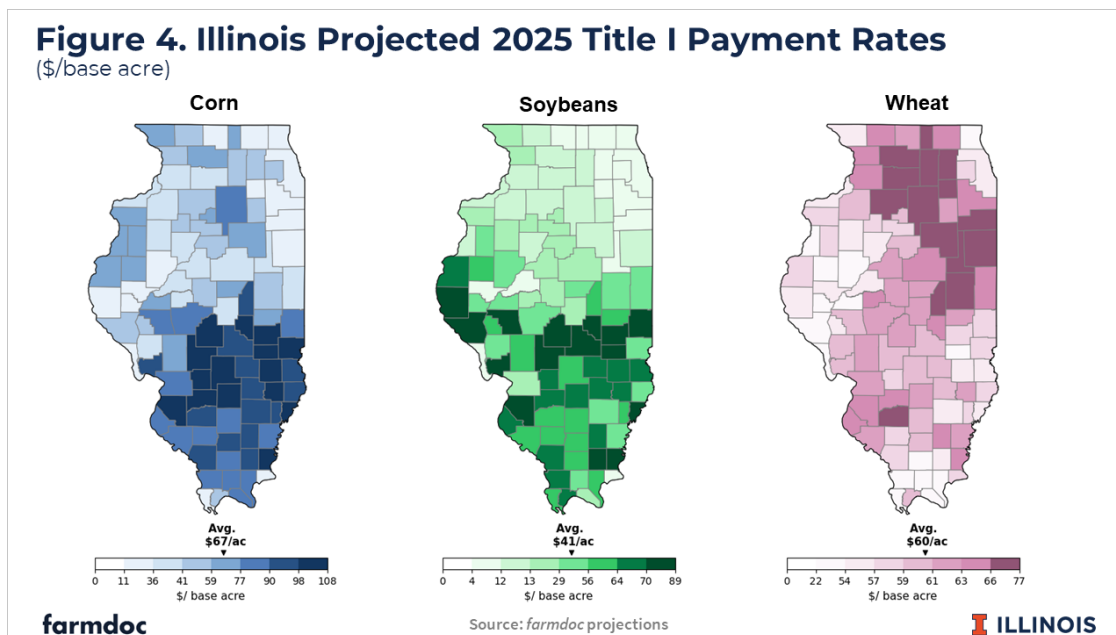 Figure 4. Illinois Projected 2025 Title I Payment Rates
($/base acre)
Corn
Soybeans
Wheat
Avg.
$67/ac
0 11 36 41 59 77 90 98 108
$/ base acre
Avg.
$41/ac
0 4 12 13 24 41 64 70 89
$/ base acre
Avg.
$60/ac
0 22 54 57 59 61 63 66 77
$/ base acre
farmdoc
Source: farmdoc projections
I ILLINOIS